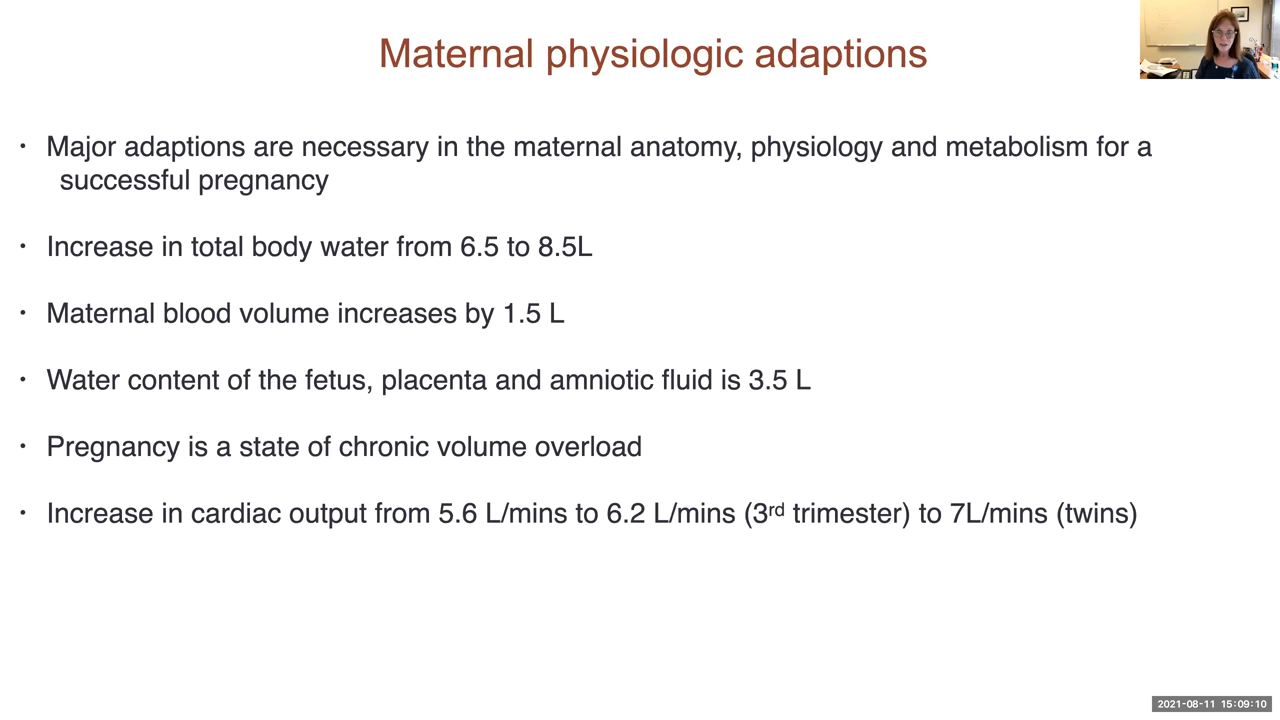 Maternal physiologic adaptions
· Major adaptions are necessary in the maternal anatomy, physiology and metabolism for a
successful pregnancy
· Increase in total body water from 6.5 to 8.5L
· Maternal blood volume increases by 1.5 L
· Water content of the fetus, placenta and amniotic fluid is 3.5 L
· Pregnancy is a state of chronic volume overload
· Increase in cardiac output from 5.6 L/mins to 6.2 L/mins (3rd trimester) to 7L/mins (twins)
2021-08-11 15:09:10